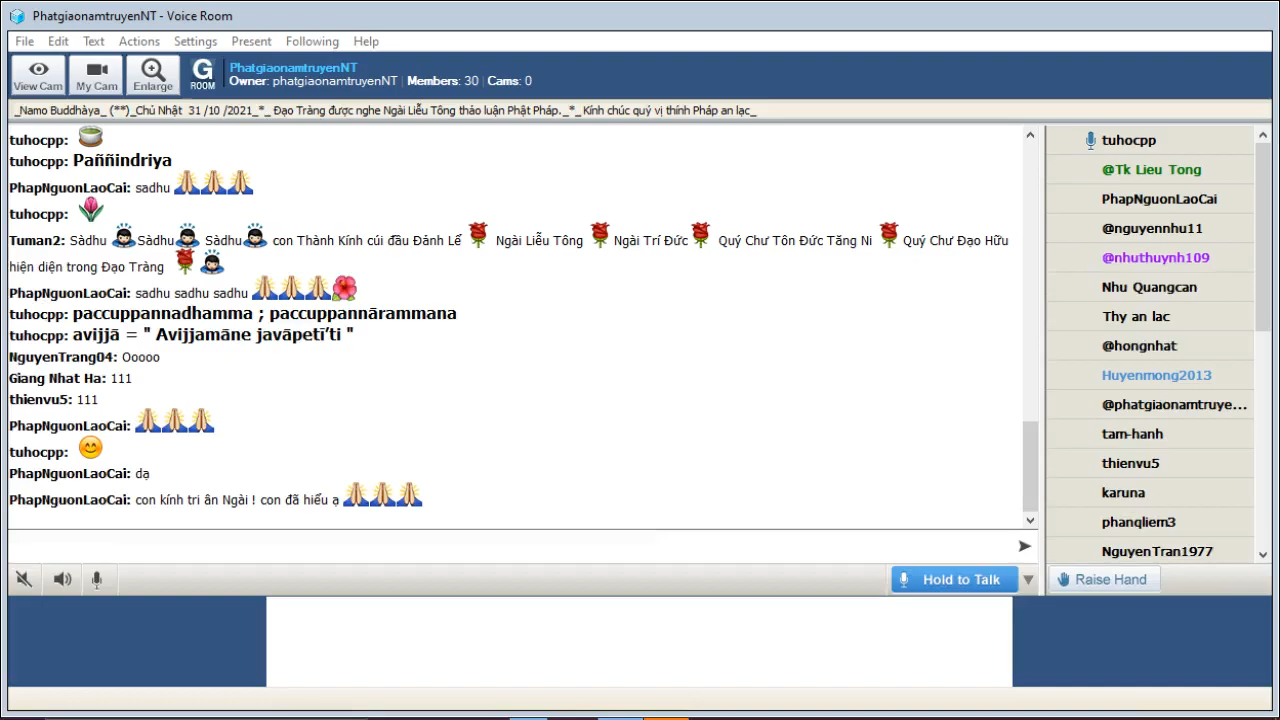 PhatgiaonamtruyenNT - Voice Room
File Edit Text Actions Settings Present Following Help
View Cam My Cam Enlarge G ROOM
PhatgiaonamtruyenNT
Owner: phatgiaonamtruyenNT | Members: 30 | Cams: 0
_Namo Buddhàya_ (**)_Chủ Nhật 31 /10 /2021_*_ Đạo Tràng được nghe Ngài Liễu Tông thảo luận Phật Pháp._*_Kính chúc quý vị thính Pháp an lạc_
tuhocpp:
tuhocpp: Paññindriya
PhapNguonLaoCai: sadhu
tuhocpp:
Tuman2: Sàdhu Sàdhu Sàdhu con Thành Kính cúi đầu Đảnh Lể Ngài Liễu Tông Ngài Trí Đức Quý Chư Tôn Đức Tăng Ni Quý Chư Đạo Hữu
hiện diện trong Đạo Tràng
PhapNguonLaoCai: sadhu sadhu sadhu
tuhocpp: paccuppannadhamma ; paccuppannārammana
tuhocpp: avijjā = " Avijjamāne javāpetī’ti "
NguyenTrang04: Ooooo
Giang Nhat Ha: 111
thienvu5: 111
PhapNguonLaoCai:
tuhocpp:
PhapNguonLaoCai: dạ
PhapNguonLaoCai: con kính tri ân Ngài ! con đã hiểu ạ
Hold to Talk
tuhocpp
@Tk Lieu Tong
PhapNguonLaoCai
@nguyennhu11
@nhuthuynh109
Nhu Quangcan
Thy an lac
@hongnhat
Huyenmong2013
@phatgiaonamtruye...
tam-hanh
thienvu5
karuna
phanqliem3
NguyenTran1977
Raise Hand